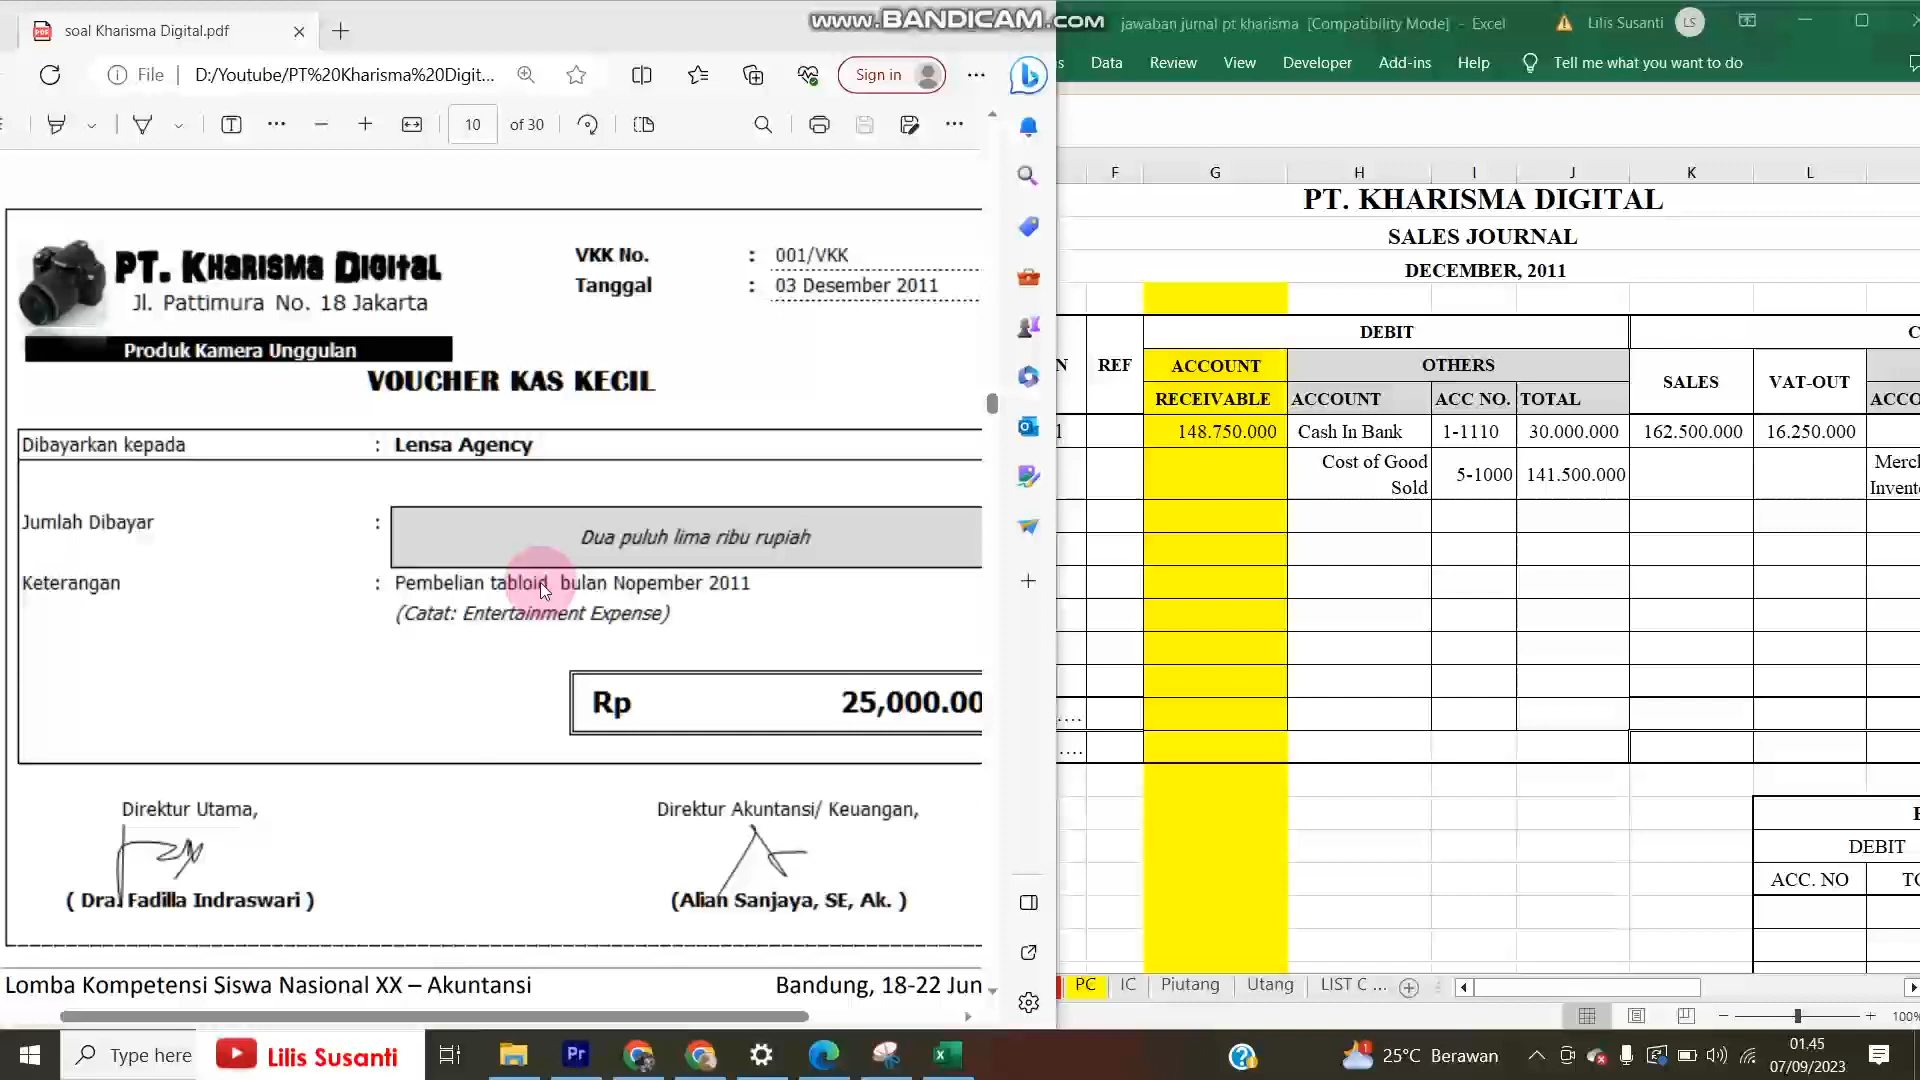 www.BANDICAM.com
soal Kharisma Digital.pdf
File
D:/Youtube/PT%20Kharisma%20Digit...
Sign in
10 of 30
PT. Kharisma Digital
Jl. Pattimura No. 18 Jakarta
Produk Kamera Unggulan
VKK No. : 001/VKK
Tanggal : 03 Desember 2011
VOUCHER KAS KECIL
Dibayarkan kepada : Lensa Agency
Jumlah Dibayar : Dua puluh lima ribu rupiah
Keterangan : Pembelian tabloid bulan Nopember 2011
(Catat: Entertainment Expense)
Rp 25,000.00
Direktur Utama,
Direktur Akuntansi/ Keuangan,
( Dra. Fadilla Indraswari )
(Alian Sanjaya, SE, Ak. )
Lomba Kompetensi Siswa Nasional XX – Akuntansi
Bandung, 18-22 Jun
jawaban jurnal pt kharisma [Compatibility Mode] - Excel
Lilis Susanti
LS
s Data Review View Developer Add-ins Help Tell me what you want to do
F G H I J K L
PT. KHARISMA DIGITAL
SALES JOURNAL
DECEMBER, 2011
DEBIT C
N REF ACCOUNT RECEIVABLE OTHERS SALES VAT-OUT
ACCOUNT ACC NO. TOTAL ACCO
1 148.750.000 Cash In Bank 1-1110 30.000.000 162.500.000 16.250.000
Cost of Good Sold 5-1000 141.500.000 Merch
Invent
....
....
DEBIT
ACC. NO TO
PC IC Piutang Utang LIST C ...
100%
Type here
Lilis Susanti
Pr
25°C Berawan
01.45
07/09/2023